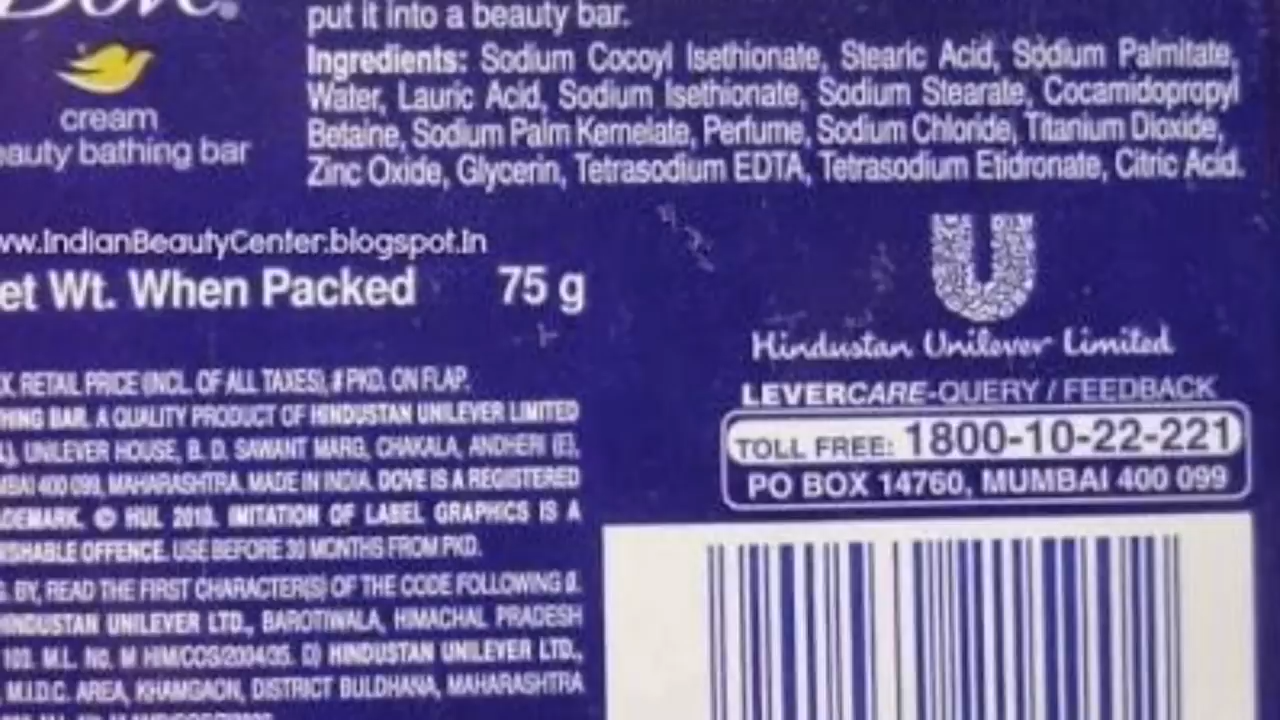 Dove®
cream
eauty bathing bar
put it into a beauty bar.
Ingredients: Sodium Cocoyl Isethionate, Stearic Acid, Sodium Palmitate,
Water, Lauric Acid, Sodium Isethionate, Sodium Stearate, Cocamidopropyl
Betaine, Sodium Palm Kernelate, Perfume, Sodium Chloride, Titanium Dioxide,
Zinc Oxide, Glycerin, Tetrasodium EDTA, Tetrasodium Etidronate, Citric Acid.
ww.IndianBeautyCenter.blogspot.in
et Wt. When Packed 75 g
X. RETAIL PRICE (INCL. OF ALL TAXES), # PKD. ON FLAP.
THING BAR. A QUALITY PRODUCT OF HINDUSTAN UNILEVER LIMITED
UNILEVER HOUSE, B. D. SAWANT MARG, CHAKALA, ANDHERI (E),
MBAI 400 099, MAHARASHTRA. MADE IN INDIA. DOVE IS A REGISTERED
ADEMARK. © HUL 2010. IMITATION OF LABEL GRAPHICS IS A
NISHABLE OFFENCE. USE BEFORE 30 MONTHS FROM PKD.
G. BY, READ THE FIRST CHARACTER(S) OF THE CODE FOLLOWING
HINDUSTAN UNILEVER LTD., BAROTIWALA, HIMACHAL PRADESH
103. M.L. No. M HIM/COS/2004/35. D) HINDUSTAN UNILEVER LTD.,
M.I.D.C. AREA, KHAMGAON, DISTRICT BULDHANA, MAHARASHTRA
Hindustan Unilever Limited
LEVERCARE-QUERY / FEEDBACK
TOLL FREE: 1800-10-22-221
PO BOX 14760, MUMBAI 400 099